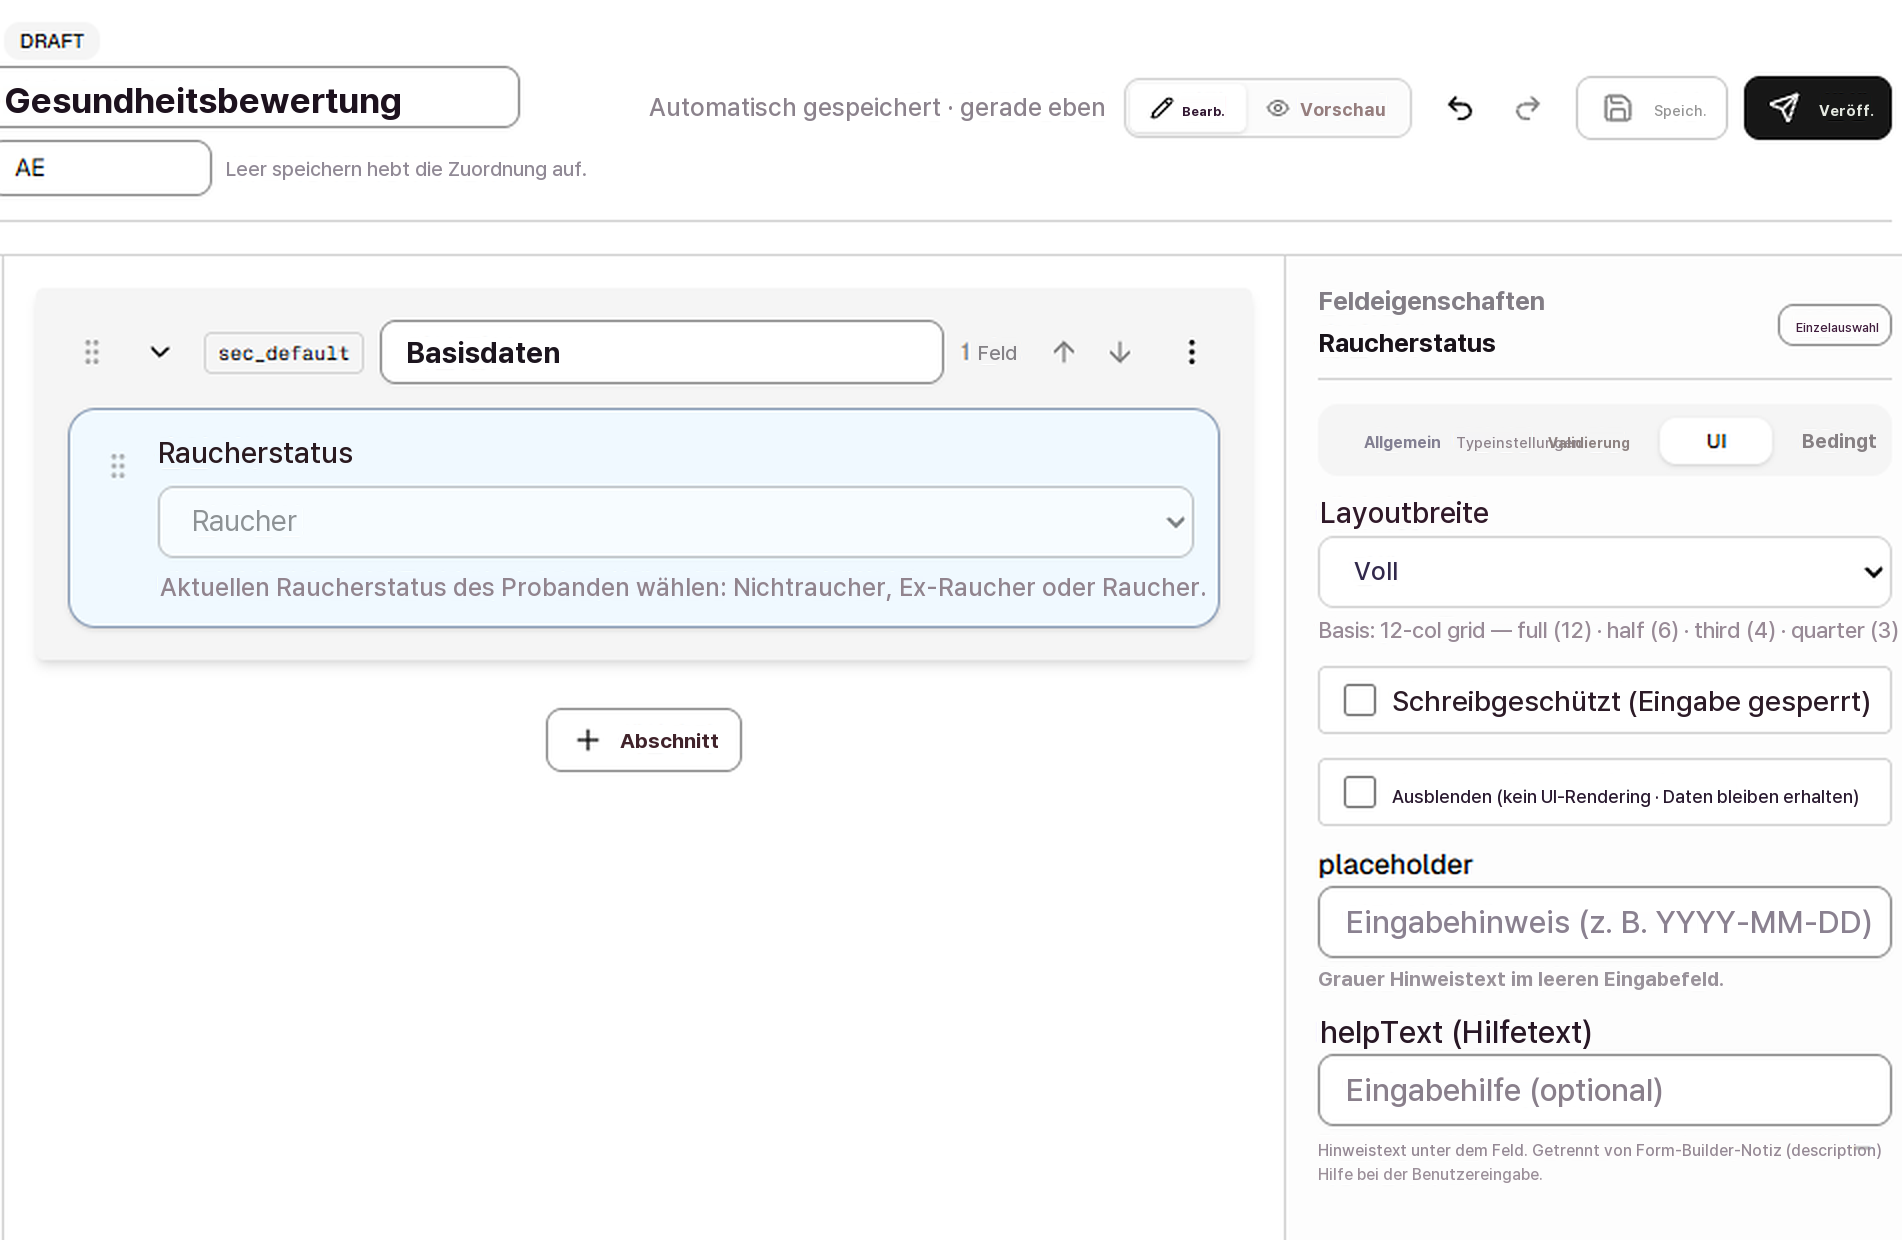 DRAFT
Gesundheitsbewertung
Automatisch gespeichert · gerade eben
Bearb.
Vorschau
Speich.
Veröff.
AE
Leer speichern hebt die Zuordnung auf.
sec_default
Basisdaten
1 Feld
Raucherstatus
Raucher
Aktuellen Raucherstatus des Probanden wählen: Nichtraucher, Ex-Raucher oder Raucher.
Abschnitt
Feldeigenschaften
Raucherstatus
Einzelauswahl
Allgemein
Typeinstellungen
Validierung
UI
Bedingt
Layoutbreite
Voll
Basis: 12-col grid — full (12) · half (6) · third (4) · quarter (3)
Schreibgeschützt (Eingabe gesperrt)
Ausblenden (kein UI-Rendering · Daten bleiben erhalten)
placeholder
Eingabehinweis (z. B. YYYY-MM-DD)
Grauer Hinweistext im leeren Eingabefeld.
helpText (Hilfetext)
Eingabehilfe (optional)
Hinweistext unter dem Feld. Getrennt von Form-Builder-Notiz (description)
Hilfe bei der Benutzereingabe.